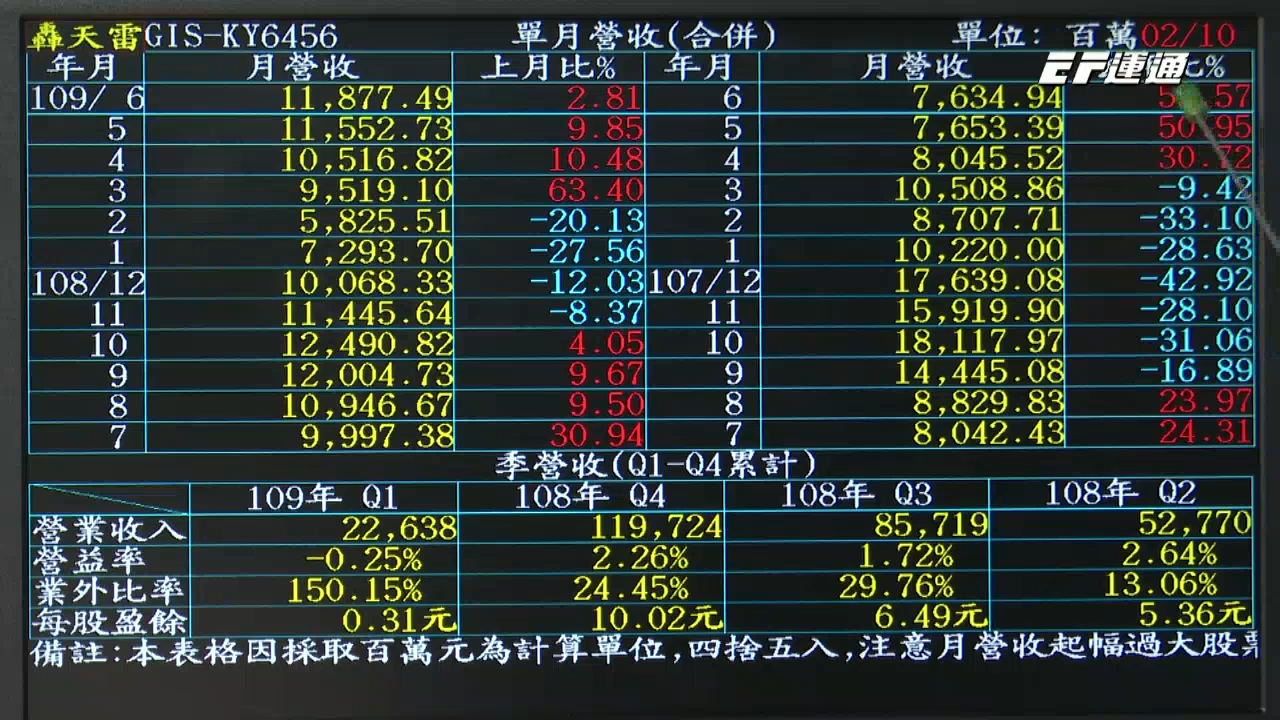 轟天雷GIS-KY6456 單月營收(合併) 單位: 百萬02/10
年月 月營收 上月比% 年月 月營收 比%
EF連通
109/ 6 11,877.49 2.81 6 7,634.94 .57
5 11,552.73 9.85 5 7,653.39 50.95
4 10,516.82 10.48 4 8,045.52 30.72
3 9,519.10 63.40 3 10,508.86 -9.42
2 5,825.51 -20.13 2 8,707.71 -33.10
1 7,293.70 -27.56 1 10,220.00 -28.63
108/12 10,068.33 -12.03 107/12 17,639.08 -42.92
11 11,445.64 -8.37 11 15,919.90 -28.10
10 12,490.82 4.05 10 18,117.97 -31.06
9 12,004.73 9.67 9 14,445.08 -16.89
8 10,946.67 9.50 8 8,829.83 23.97
7 9,997.38 30.94 7 8,042.43 24.31
季營收(Q1-Q4累計)
109年 Q1 108年 Q4 108年 Q3 108年 Q2
營業收入 22,638 119,724 85,719 52,770
營益率 -0.25% 2.26% 1.72% 2.64%
業外比率 150.15% 24.45% 29.76% 13.06%
每股盈餘 0.31元 10.02元 6.49元 5.36元
備註:本表格因採取百萬元為計算單位,四捨五入,注意月營收起幅過大股票